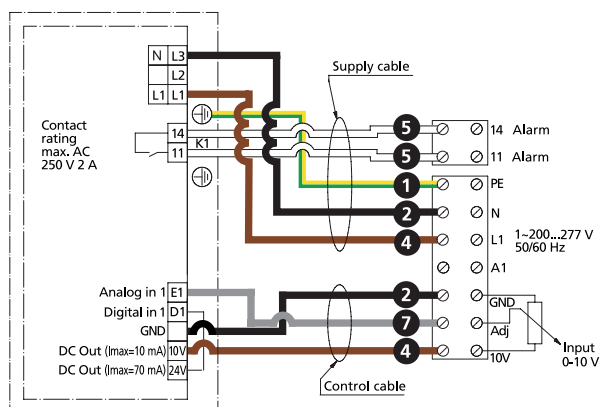 N L3
L2
L1 L1
Supply cable
Contact
rating
max. AC
250 V 2 A
14
K1
11
5 14 Alarm
5 11 Alarm
1 PE
2 N
4 L1 1~200...277 V
50/60 Hz
A1
Analog in 1 E1
Digital in 1 D1
GND
DC Out (Imax=10 mA) 10V
DC Out (Imax=70 mA) 24V
2 GND
7 Adj
4 10V
Input
0-10 V
Control cable